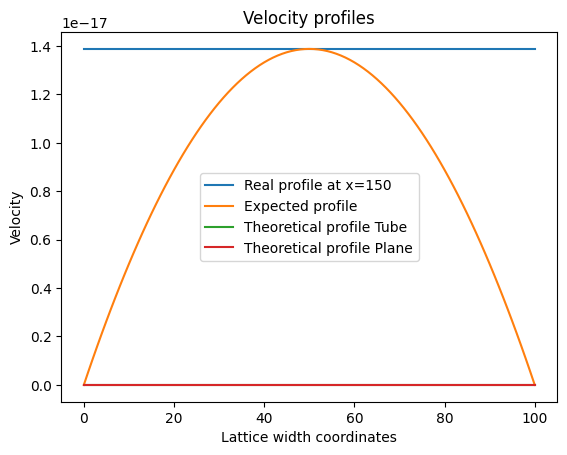 Velocity profiles
1e−17
1.4
1.2
1.0
0.8
0.6
0.4
0.2
0.0
Velocity
Real profile at x=150
Expected profile
Theoretical profile Tube
Theoretical profile Plane
0 20 40 60 80 100
Lattice width coordinates